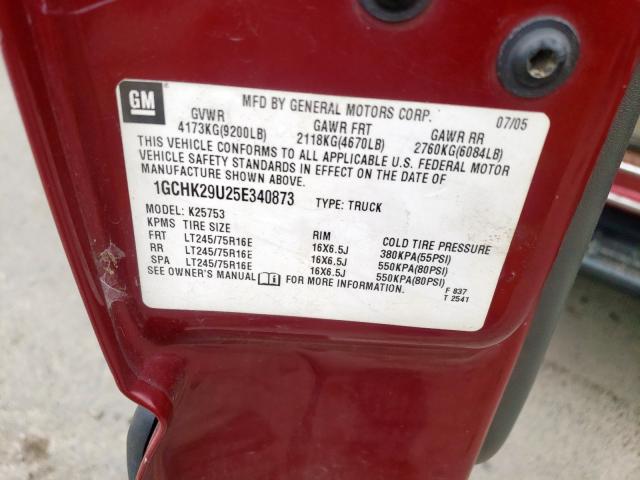 GM
MFD BY GENERAL MOTORS CORP. 07/05
GVWR GAWR FRT GAWR RR
4173KG(9200LB) 2118KG(4670LB) 2760KG(6084LB)
THIS VEHICLE CONFORMS TO ALL APPLICABLE U.S. FEDERAL MOTOR
VEHICLE SAFETY STANDARDS IN EFFECT ON THE DATE OF
MANUFACTURE SHOWN ABOVE.
1GCHK29U25E340873 TYPE: TRUCK
MODEL: K25753
KPMS TIRE SIZE RIM COLD TIRE PRESSURE
FRT LT245/75R16E 16X6.5J 380KPA(55PSI)
RR LT245/75R16E 16X6.5J 550KPA(80PSI)
SPA LT245/75R16E 16X6.5J 550KPA(80PSI)
SEE OWNER'S MANUAL FOR MORE INFORMATION.
F 837
T 2541